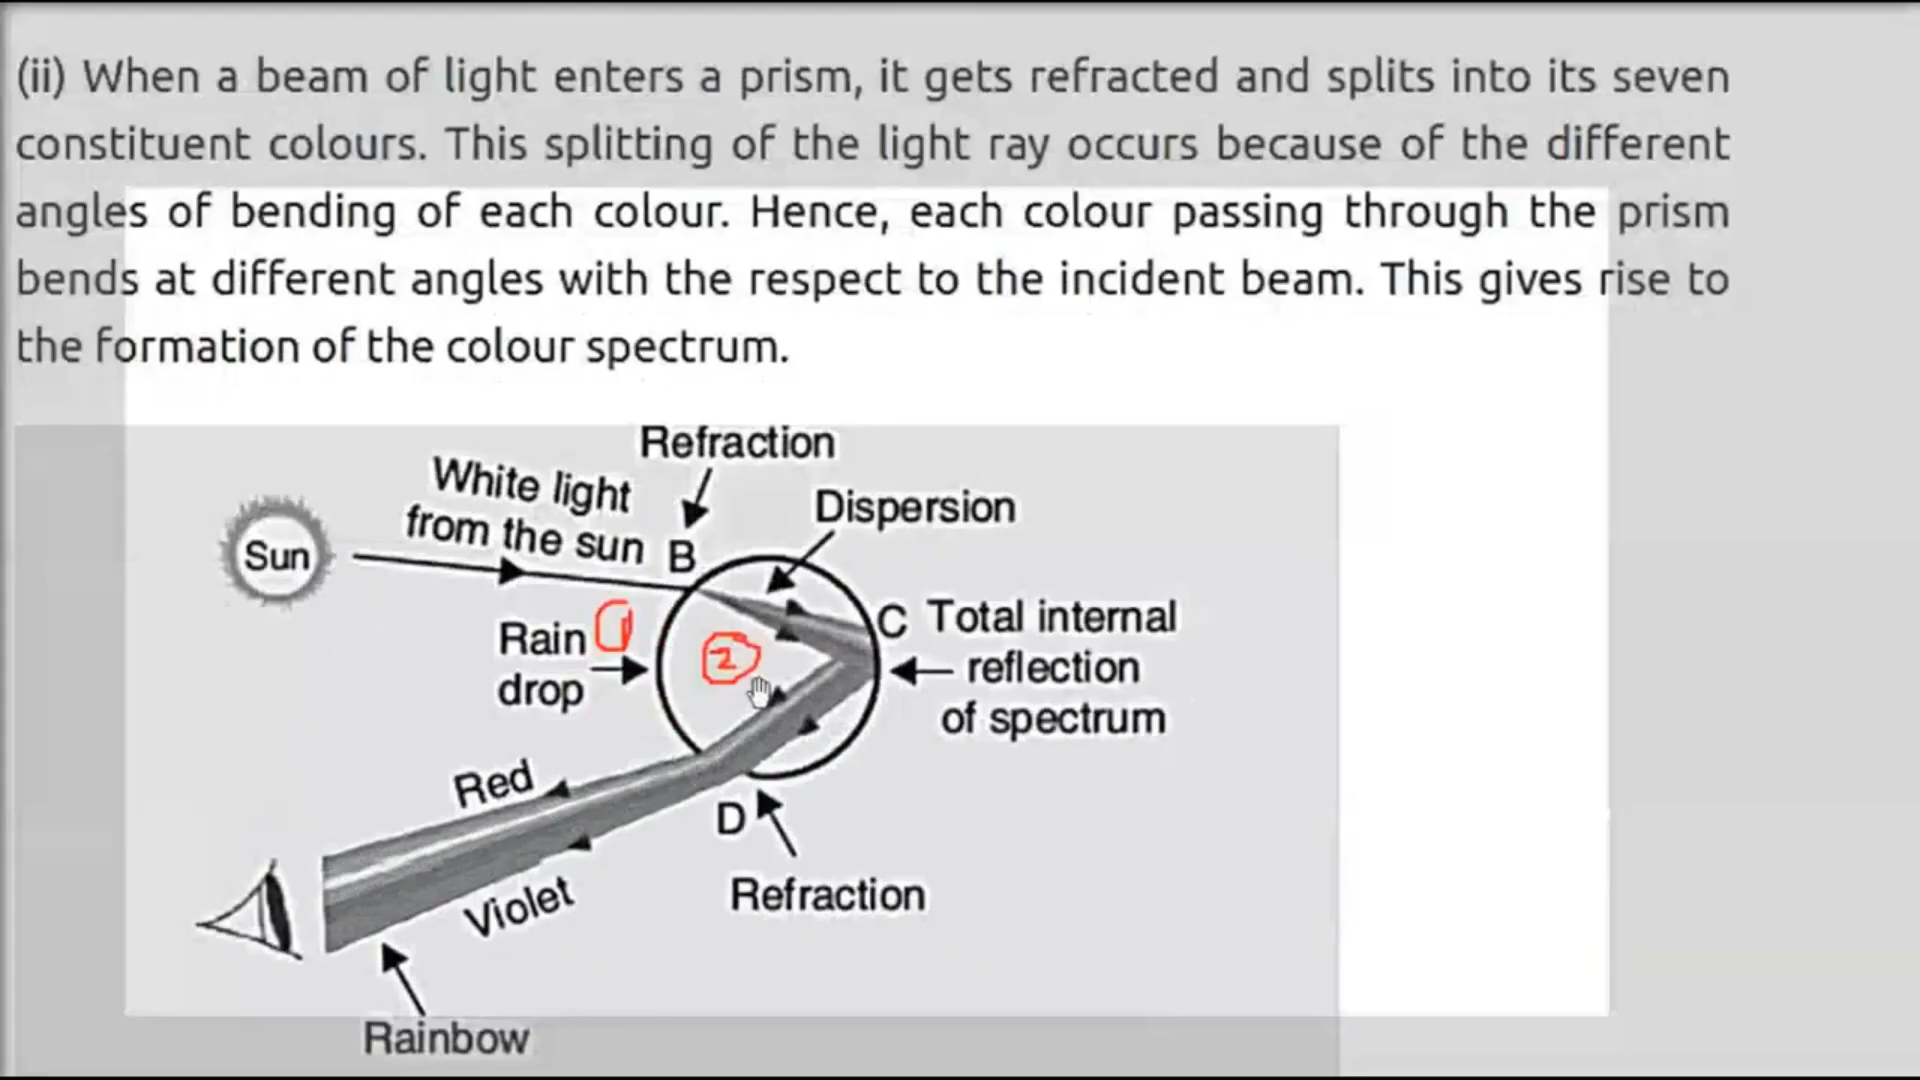 (ii) When a beam of light enters a prism, it gets refracted and splits into its seven
constituent colours. This splitting of the light ray occurs because of the different
angles of bending of each colour. Hence, each colour passing through the prism
bends at different angles with the respect to the incident beam. This gives rise to
the formation of the colour spectrum.
Refraction
White light
from the sun
Dispersion
Sun
B
Rain
drop
1
2
C
Total internal
reflection
of spectrum
Red
D
Violet
Refraction
Rainbow